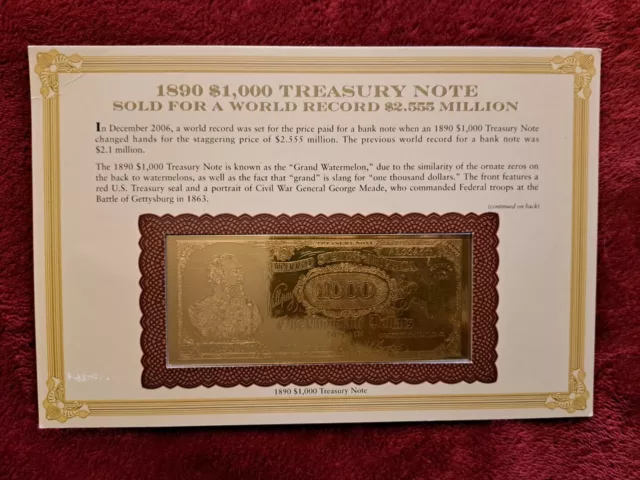 1890 $1,000 TREASURY NOTE
SOLD FOR A WORLD RECORD $2.555 MILLION
In December 2006, a world record was set for the price paid for a bank note when an 1890 $1,000 Treasury Note
changed hands for the staggering price of $2.555 million. The previous world record for a bank note was
$2.1 million.
The 1890 $1,000 Treasury Note is known as the "Grand Watermelon," due to the similarity of the ornate zeros on
the back to watermelons, as well as the fact that "grand" is slang for "one thousand dollars." The front features a
red U.S. Treasury seal and a portrait of Civil War General George Meade, who commanded Federal troops at the
Battle of Gettysburg in 1863.
(continued on back)
TREASURY NOTE
1000
One Thousand Dollars
1890 $1,000 Treasury Note